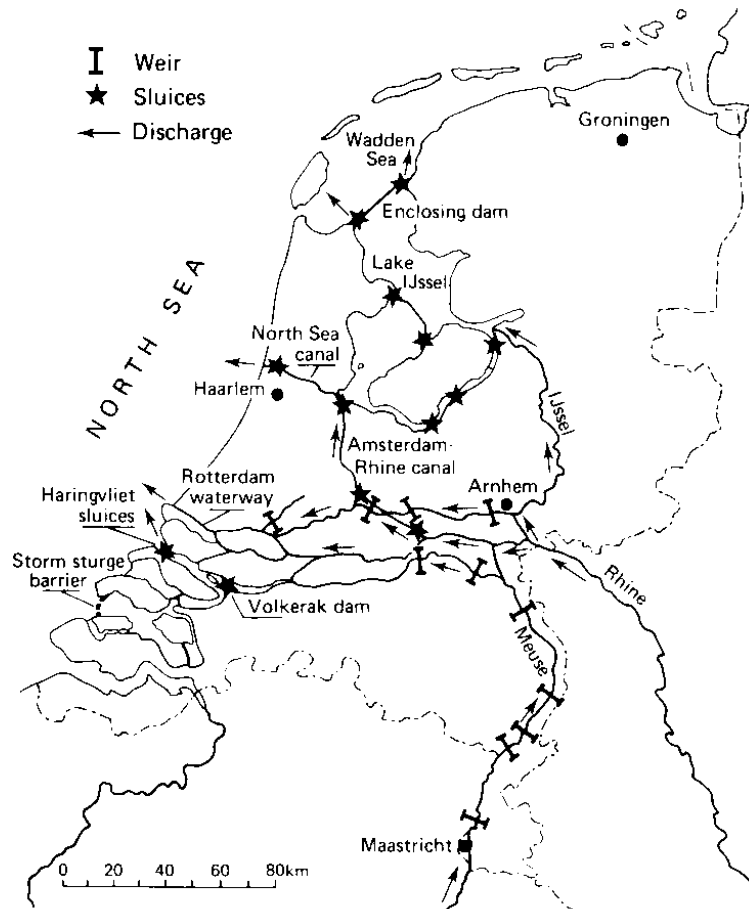 Weir
Sluices
Discharge
Groningen
Wadden
Sea
Enclosing dam
Lake
IJssel
NORTH SEA
North Sea
canal
Haarlem
IJssel
Amsterdam-
Rhine canal
Rotterdam
waterway
Arnhem
Haringvliet
sluices
Storm sturge
barrier
Rhine
Volkerak dam
Meuse
Maastricht
0 20 40 60 80km